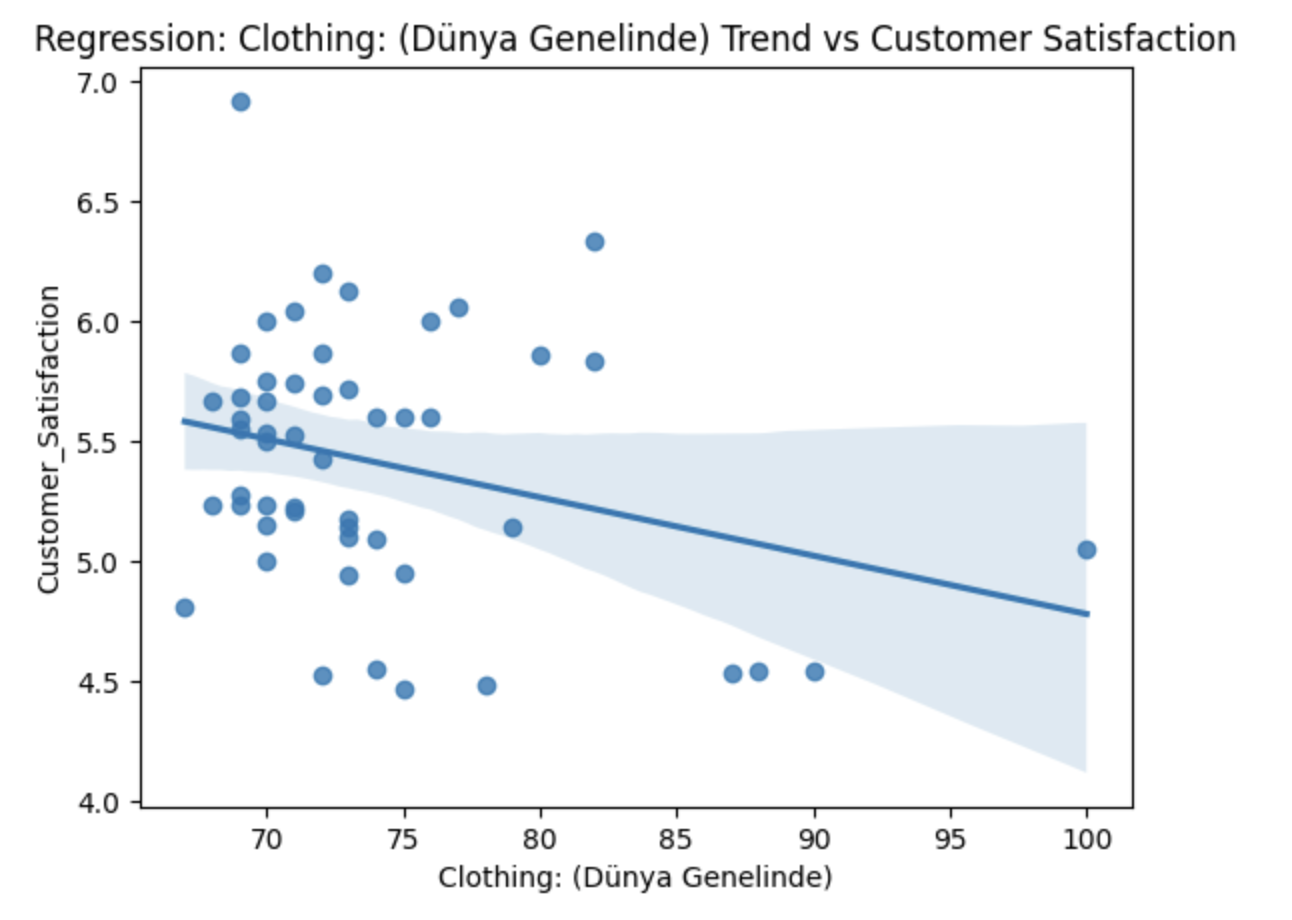 Regression: Clothing: (Dünya Genelinde) Trend vs Customer Satisfaction
Customer_Satisfaction
7.0
6.5
6.0
5.5
5.0
4.5
4.0
70 75 80 85 90 95 100
Clothing: (Dünya Genelinde)